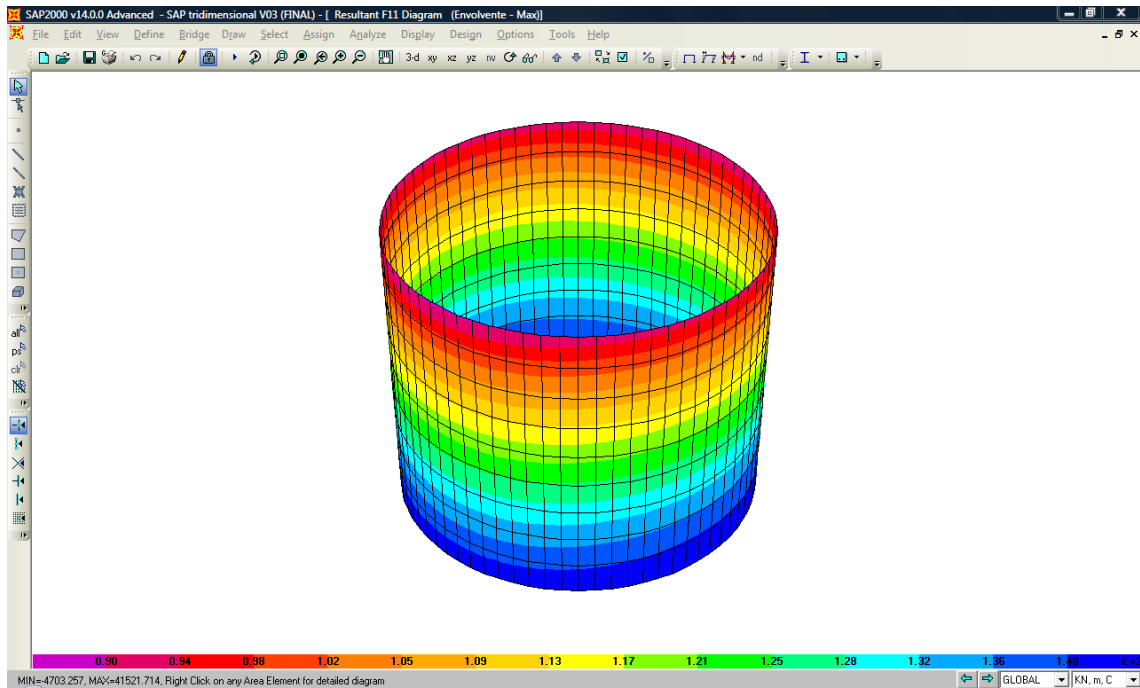 SAP2000 v14.0.0 Advanced - SAP tridimensional V03 (FINAL) - [ Resultant F11 Diagram (Envolvente - Max)]
File Edit View Define Bridge Draw Select Assign Analyze Display Design Options Tools Help
3-d xy xz yz nv nd
all
ps
clr
0.90 0.94 0.98 1.02 1.05 1.09 1.13 1.17 1.21 1.25 1.28 1.32 1.36 1.40
MIN=-4703.257, MAX=41521.714, Right Click on any Area Element for detailed diagram GLOBAL KN, m, C